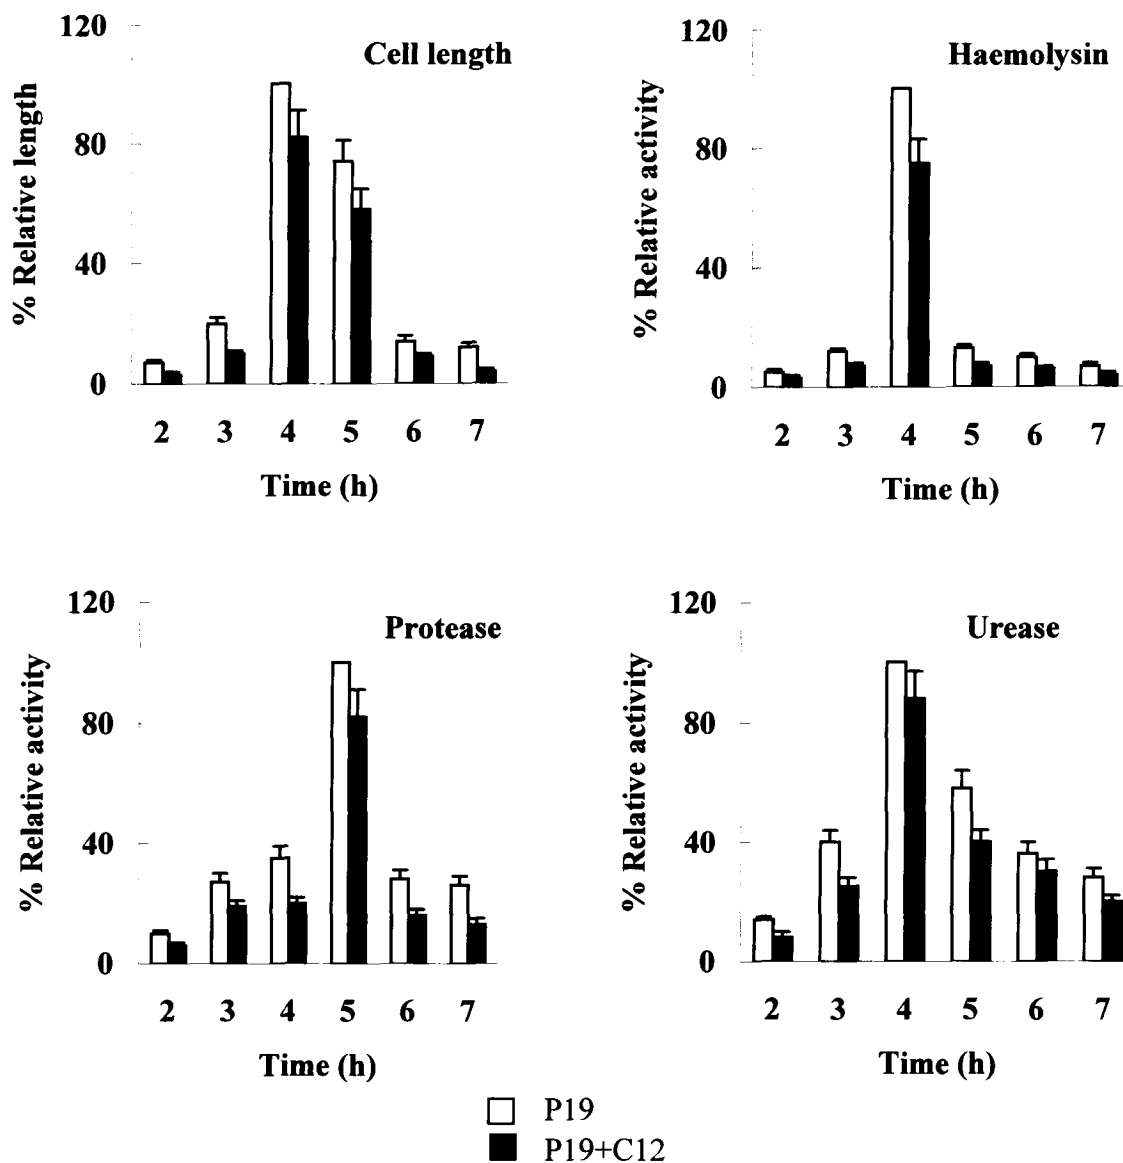 Cell length
% Relative length
120
80
40
0
2 3 4 5 6 7
Time (h)
Haemolysin
% Relative activity
120
80
40
0
2 3 4 5 6 7
Time (h)
Protease
% Relative activity
120
80
40
0
2 3 4 5 6 7
Time (h)
Urease
% Relative activity
120
80
40
0
2 3 4 5 6 7
Time (h)
P19
P19+C12